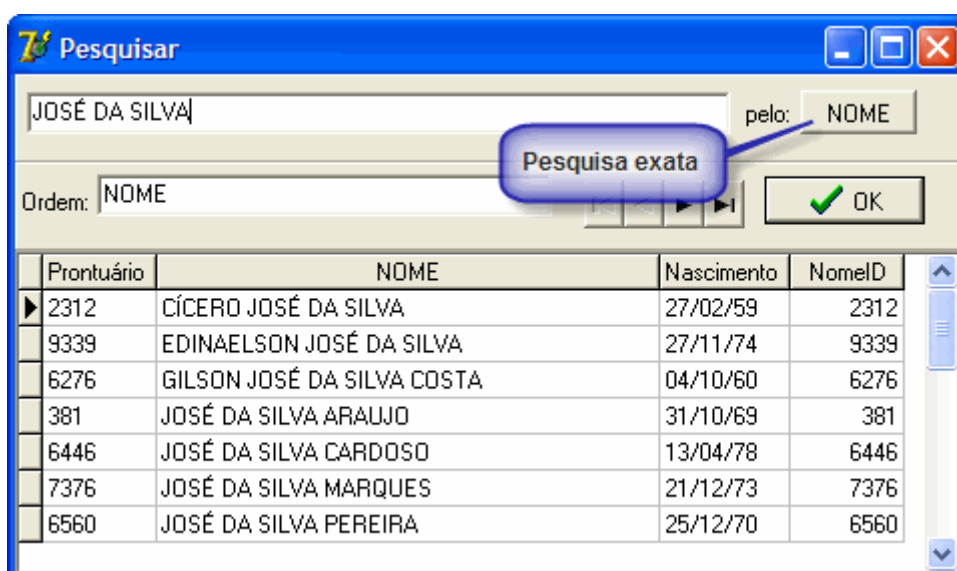 Pesquisar
JOSÉ DA SILVA pelo: NOME
Pesquisa exata
Ordem: NOME OK
Prontuário NOME Nascimento NomeID
2312 CÍCERO JOSÉ DA SILVA 27/02/59 2312
9339 EDINAELSON JOSÉ DA SILVA 27/11/74 9339
6276 GILSON JOSÉ DA SILVA COSTA 04/10/60 6276
381 JOSÉ DA SILVA ARAUJO 31/10/69 381
6446 JOSÉ DA SILVA CARDOSO 13/04/78 6446
7376 JOSÉ DA SILVA MARQUES 21/12/73 7376
6560 JOSÉ DA SILVA PEREIRA 25/12/70 6560